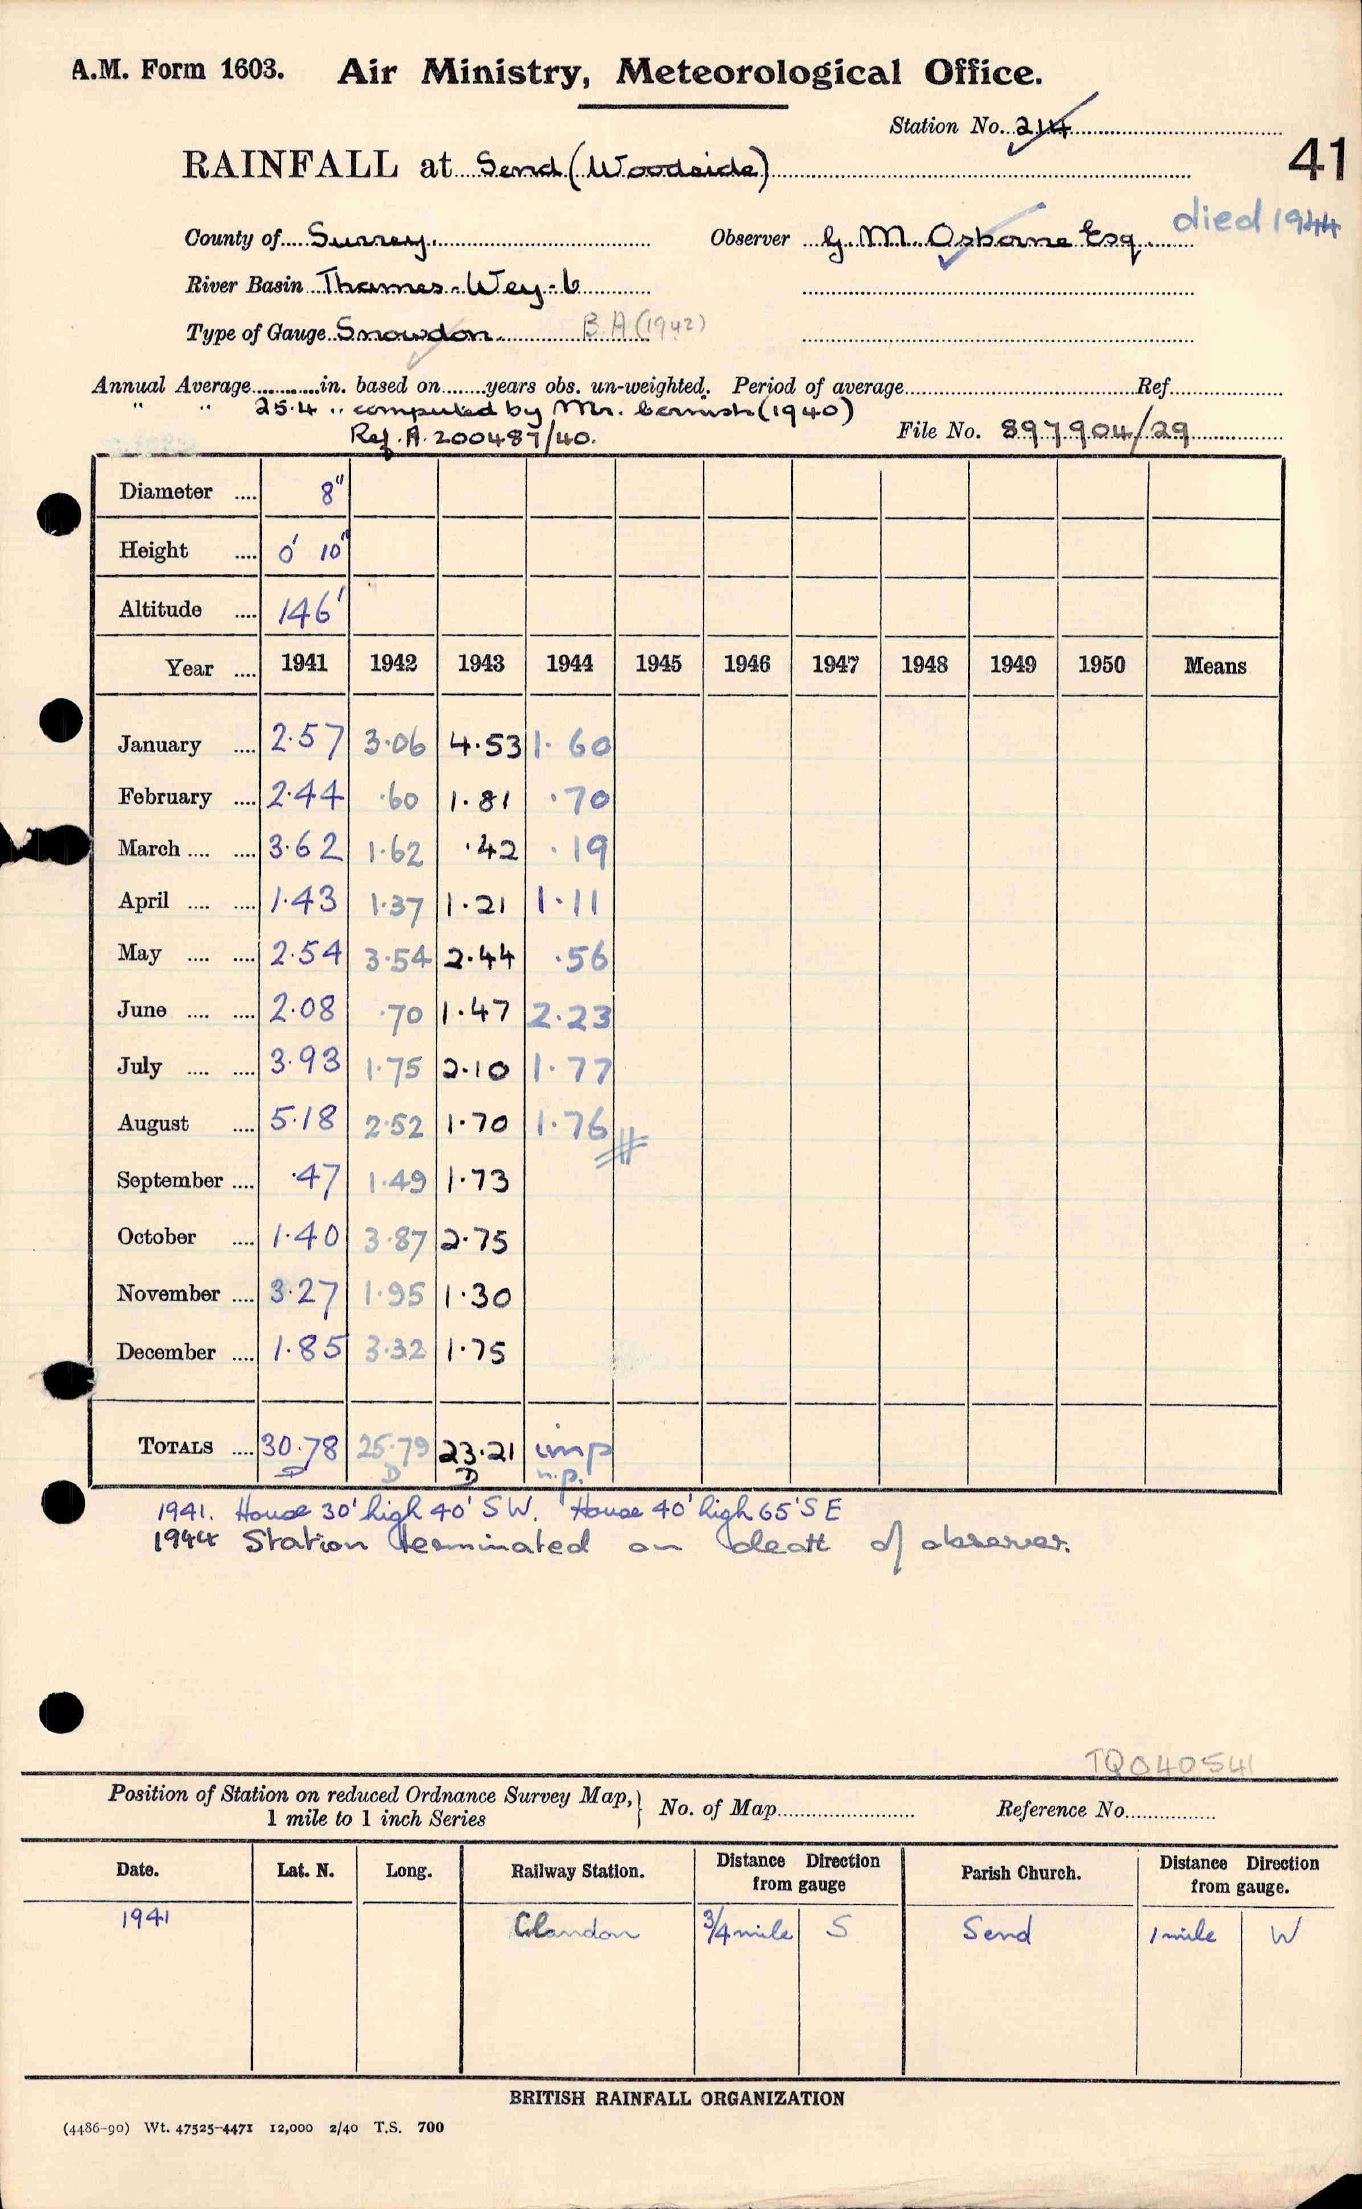 A.M. Form 1603. Air Ministry, Meteorological Office.
Station No. 214
RAINFALL at Send (Woodside)
41
County of Surrey. Observer G. M. Osborne Esq. died 1944
River Basin Thames-Wey-b
Type of Gauge Snowdon. B A (1942)
Annual Average............in. based on........years obs. un-weighted. Period of average........Ref........
" " 25.4 .. computed by Mr. Cornish (1940)
Ref. A. 200487/40. File No. 897904/29
Diameter .... 8"
Height .... 0' 10"
Altitude .... 146'
Year .... 1941 1942 1943 1944 1945 1946 1947 1948 1949 1950 Means
January .... 2.57 3.06 4.53 1.60
February .... 2.44 .60 1.81 .70
March .... .... 3.62 1.62 .42 .19
April .... .... 1.43 1.37 1.21 1.11
May .... .... 2.54 3.54 2.44 .56
June .... .... 2.08 .70 1.47 2.23
July .... .... 3.93 1.75 2.10 1.77
August .... 5.18 2.52 1.70 1.76
September .... .47 1.49 1.73
October .... 1.40 3.87 2.75
November .... 3.27 1.95 1.30
December .... 1.85 3.32 1.75
TOTALS .... 30.78 25.79 23.21 imp
D D D n.p.
1941. House 30' high 40' SW. House 40' high 65' SE
1944 Station terminated on death of observer.
TQ040541
Position of Station on reduced Ordnance Survey Map, } No. of Map........ Reference No........
1 mile to 1 inch Series
Date. Lat. N. Long. Railway Station. Distance Direction from gauge Parish Church. Distance Direction from gauge.
1941 Clandon 3/4 mile S Send 1 mile W
BRITISH RAINFALL ORGANIZATION
(4486-90) Wt. 47525-4471 12,000 2/40 T.S. 700